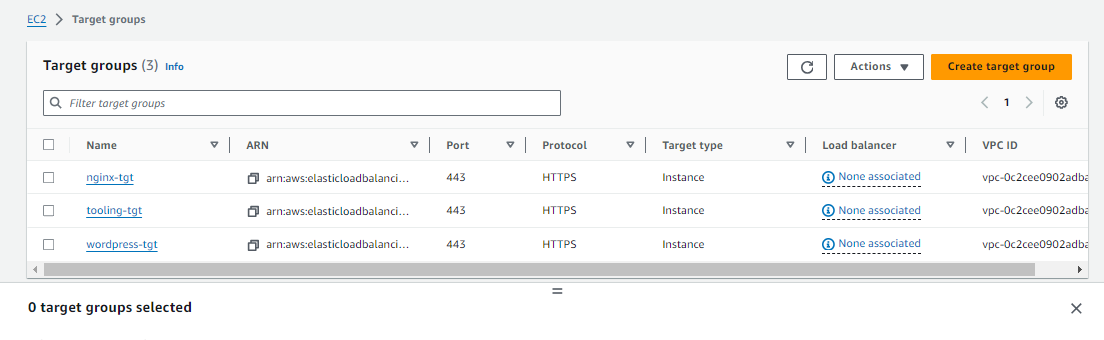 EC2 > Target groups
Target groups (3) Info Actions Create target group
Filter target groups 1
Name ARN Port Protocol Target type Load balancer VPC ID
nginx-tgt arn:aws:elasticloadbalanci... 443 HTTPS Instance None associated vpc-0c2cee0902adba
tooling-tgt arn:aws:elasticloadbalanci... 443 HTTPS Instance None associated vpc-0c2cee0902adba
wordpress-tgt arn:aws:elasticloadbalanci... 443 HTTPS Instance None associated vpc-0c2cee0902adba
0 target groups selected